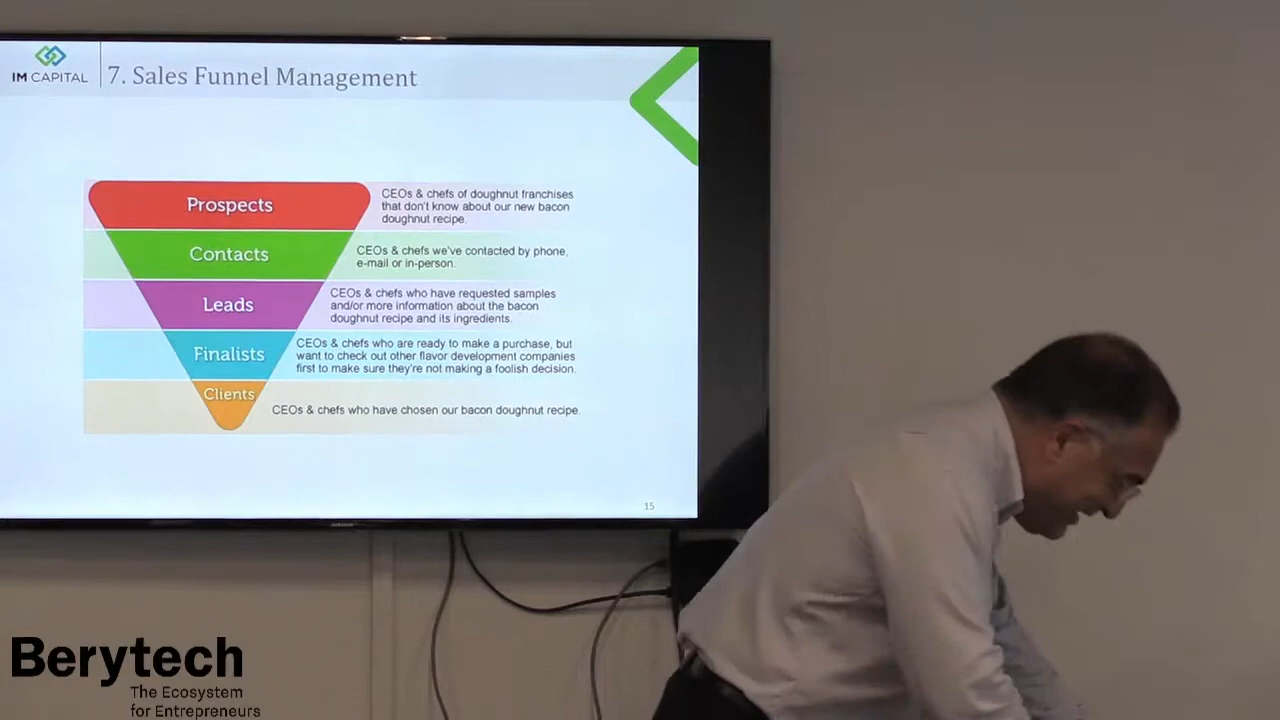 IM CAPITAL
7. Sales Funnel Management
Prospects
CEOs & chefs of doughnut franchises
that don't know about our new bacon
doughnut recipe.
Contacts
CEOs & chefs we've contacted by phone,
e-mail or in-person.
Leads
CEOs & chefs who have requested samples
and/or more information about the bacon
doughnut recipe and its ingredients.
Finalists
CEOs & chefs who are ready to make a purchase, but
want to check out other flavor development companies
first to make sure they're not making a foolish decision.
Clients
CEOs & chefs who have chosen our bacon doughnut recipe.
15
Berytech
The Ecosystem
for Entrepreneurs